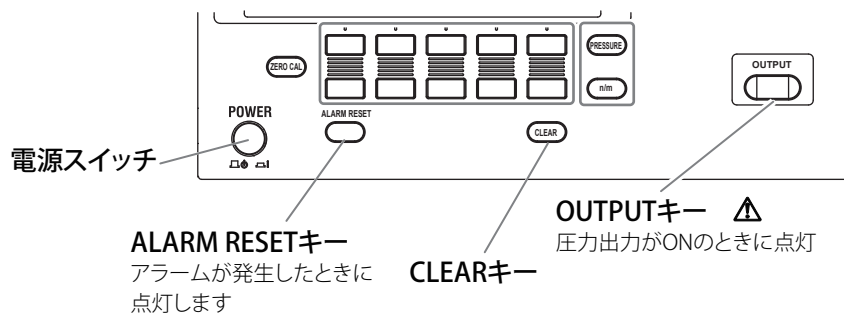 PRESSURE
ZERO CAL
OUTPUT
n/m
POWER
ALARM RESET
CLEAR
電源スイッチ
OUTPUTキー
圧力出力がONのときに点灯
ALARM RESETキー
アラームが発生したときに
点灯します
CLEARキー